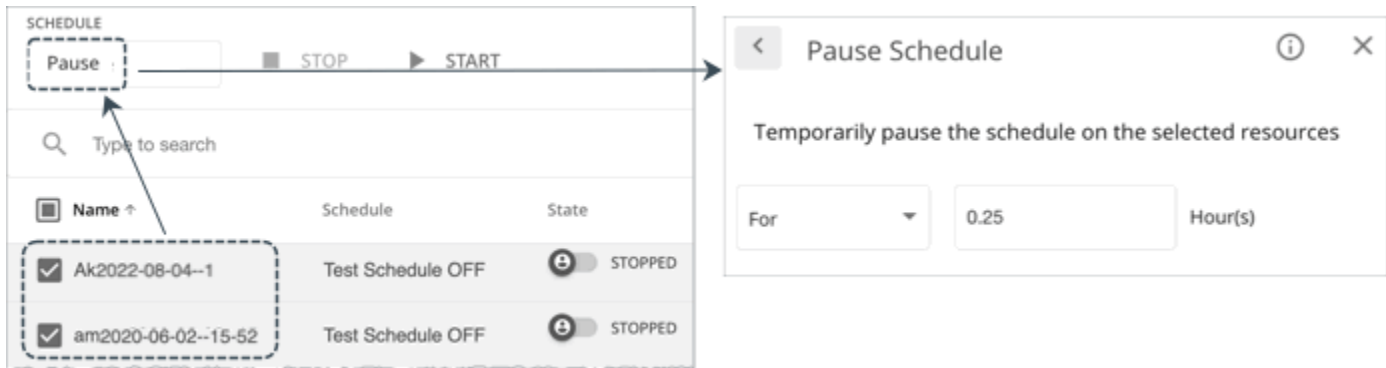 SCHEDULE
Pause
STOP
START
Type to search
Name ↑ Schedule State
Ak2022-08-04--1 Test Schedule OFF STOPPED
am2020-06-02--15-52 Test Schedule OFF STOPPED
Pause Schedule
Temporarily pause the schedule on the selected resources
For 0.25 Hour(s)